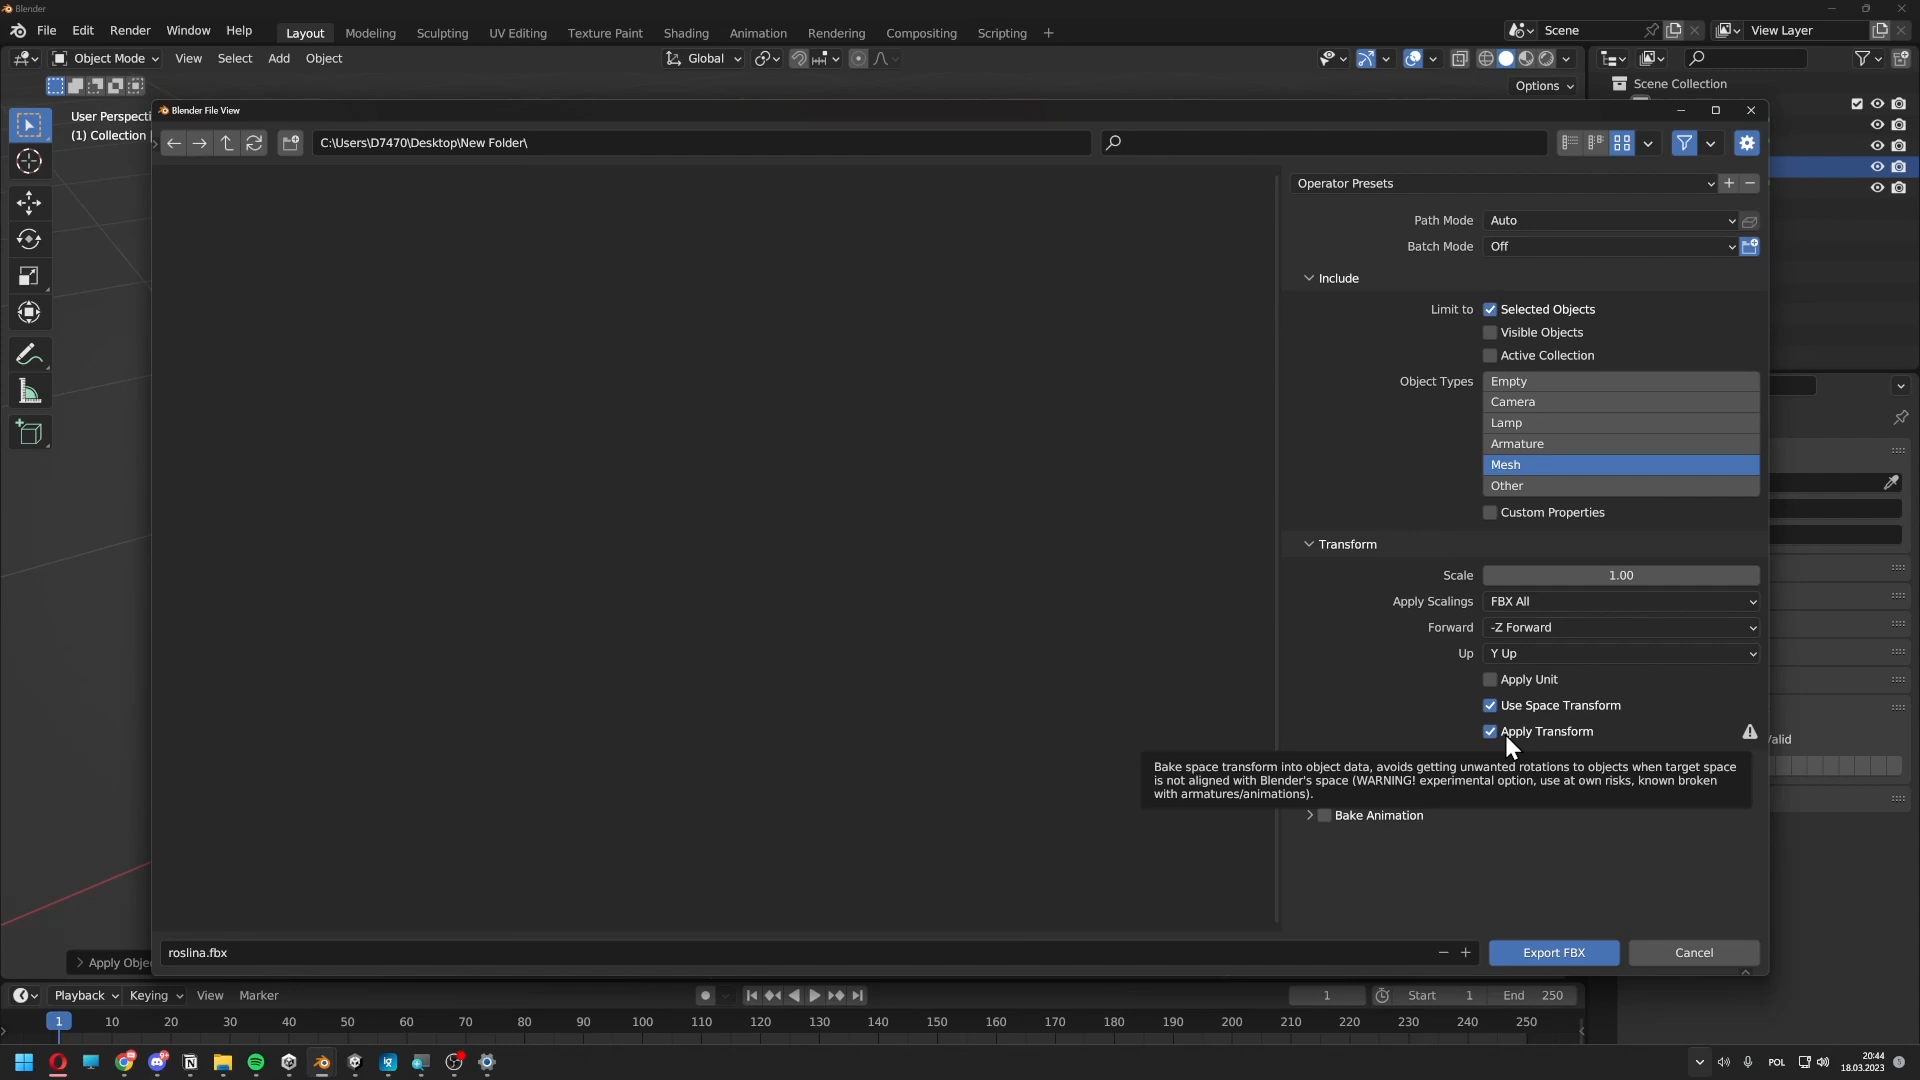 Blender
File Edit Render Window Help Layout Modeling Sculpting UV Editing Texture Paint Shading Animation Rendering Compositing Scripting + Scene View Layer
Object Mode View Select Add Object Global
Options
Scene Collection
User Perspecti
(1) Collection
Blender File View
C:\Users\D7470\Desktop\New Folder\
Operator Presets
Path Mode Auto
Batch Mode Off
Include
Limit to Selected Objects
Visible Objects
Active Collection
Object Types Empty
Camera
Lamp
Armature
Mesh
Other
Custom Properties
Transform
Scale 1.00
Apply Scalings FBX All
Forward -Z Forward
Up Y Up
Apply Unit
Use Space Transform
Apply Transform
Bake space transform into object data, avoids getting unwanted rotations to objects when target space
is not aligned with Blender's space (WARNING! experimental option, use at own risks, known broken
with armatures/animations).
Bake Animation
roslina.fbx
Export FBX Cancel
Apply Obje
Playback Keying View Marker 1 Start 1 End 250
1 10 20 30 40 50 60 70 80 90 100 110 120 130 140 150 160 170 180 190 200 210 220 230 240 250
POL
20:44
18.03.2023
5